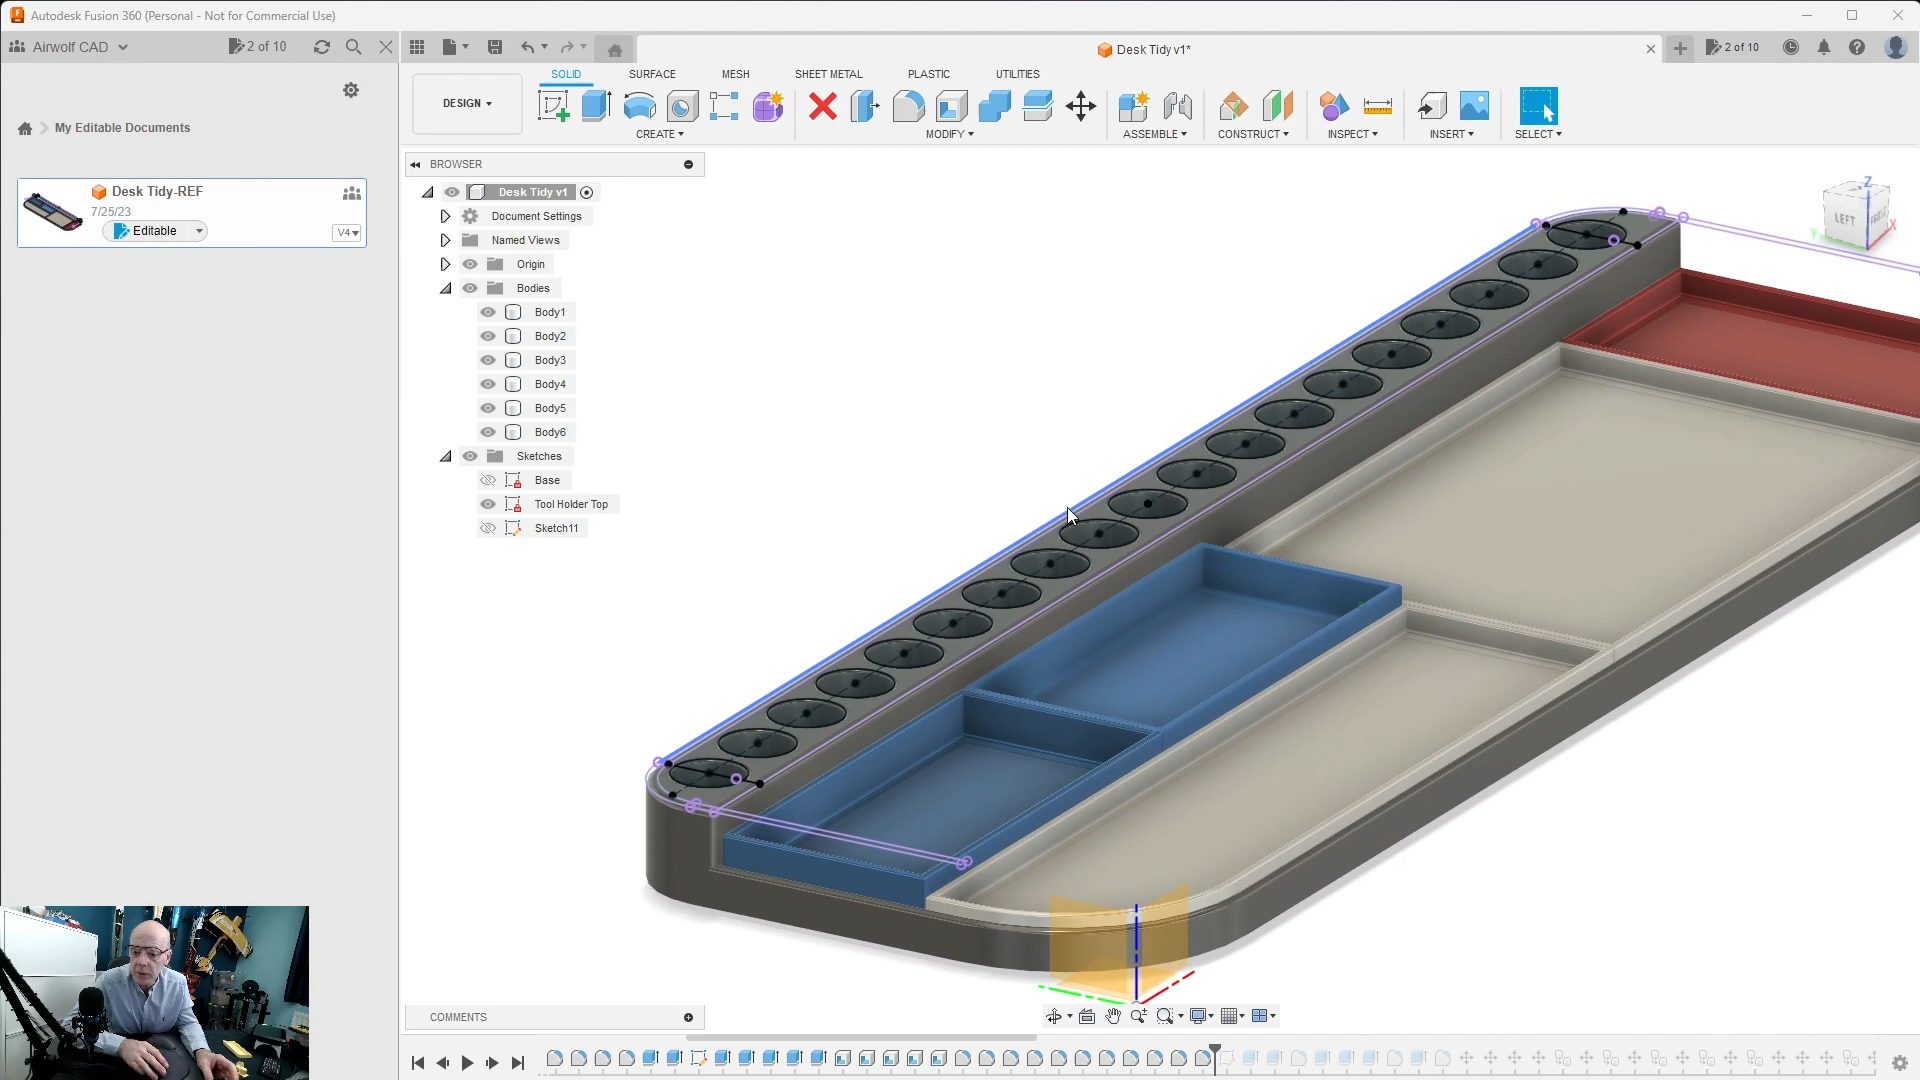 Autodesk Fusion 360 (Personal - Not for Commercial Use)
Airwolf CAD
2 of 10
Desk Tidy v1*
2 of 10
My Editable Documents
Desk Tidy-REF
7/25/23
Editable
V4
DESIGN
SOLID
SURFACE
MESH
SHEET METAL
PLASTIC
UTILITIES
CREATE
MODIFY
ASSEMBLE
CONSTRUCT
INSPECT
INSERT
SELECT
BROWSER
Desk Tidy v1
Document Settings
Named Views
Origin
Bodies
Body1
Body2
Body3
Body4
Body5
Body6
Sketches
Base
Tool Holder Top
Sketch11
Z
LEFT
X
Y
COMMENTS